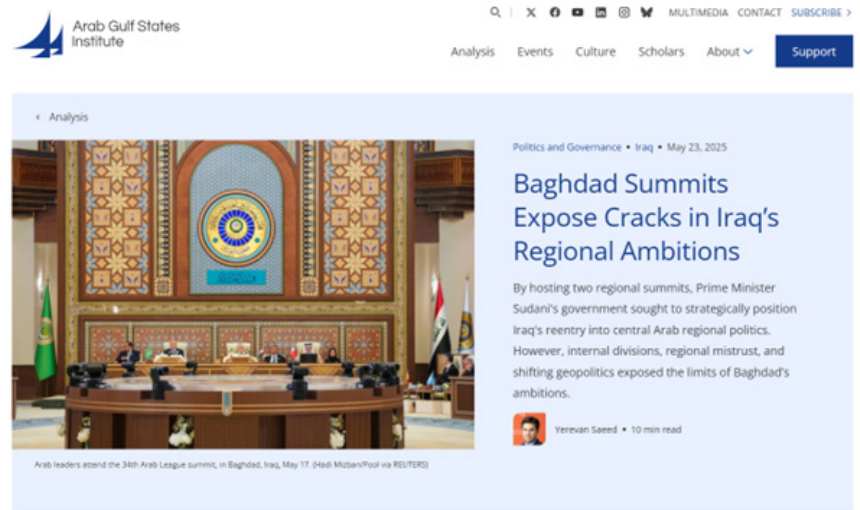 Arab Gulf States
Institute
MULTIMEDIA CONTACT SUBSCRIBE >
Analysis Events Culture Scholars About Support
‹ Analysis
Politics and Governance • Iraq • May 23, 2025
Baghdad Summits
Expose Cracks in Iraq's
Regional Ambitions
By hosting two regional summits, Prime Minister
Sudani's government sought to strategically position
Iraq's reentry into central Arab regional politics.
However, internal divisions, regional mistrust, and
shifting geopolitics exposed the limits of Baghdad's
ambitions.
Yerevan Saeed • 10 min read
Arab leaders attend the 34th Arab League summit, in Baghdad, Iraq, May 17. (Hadi Mizban/Pool via REUTERS)